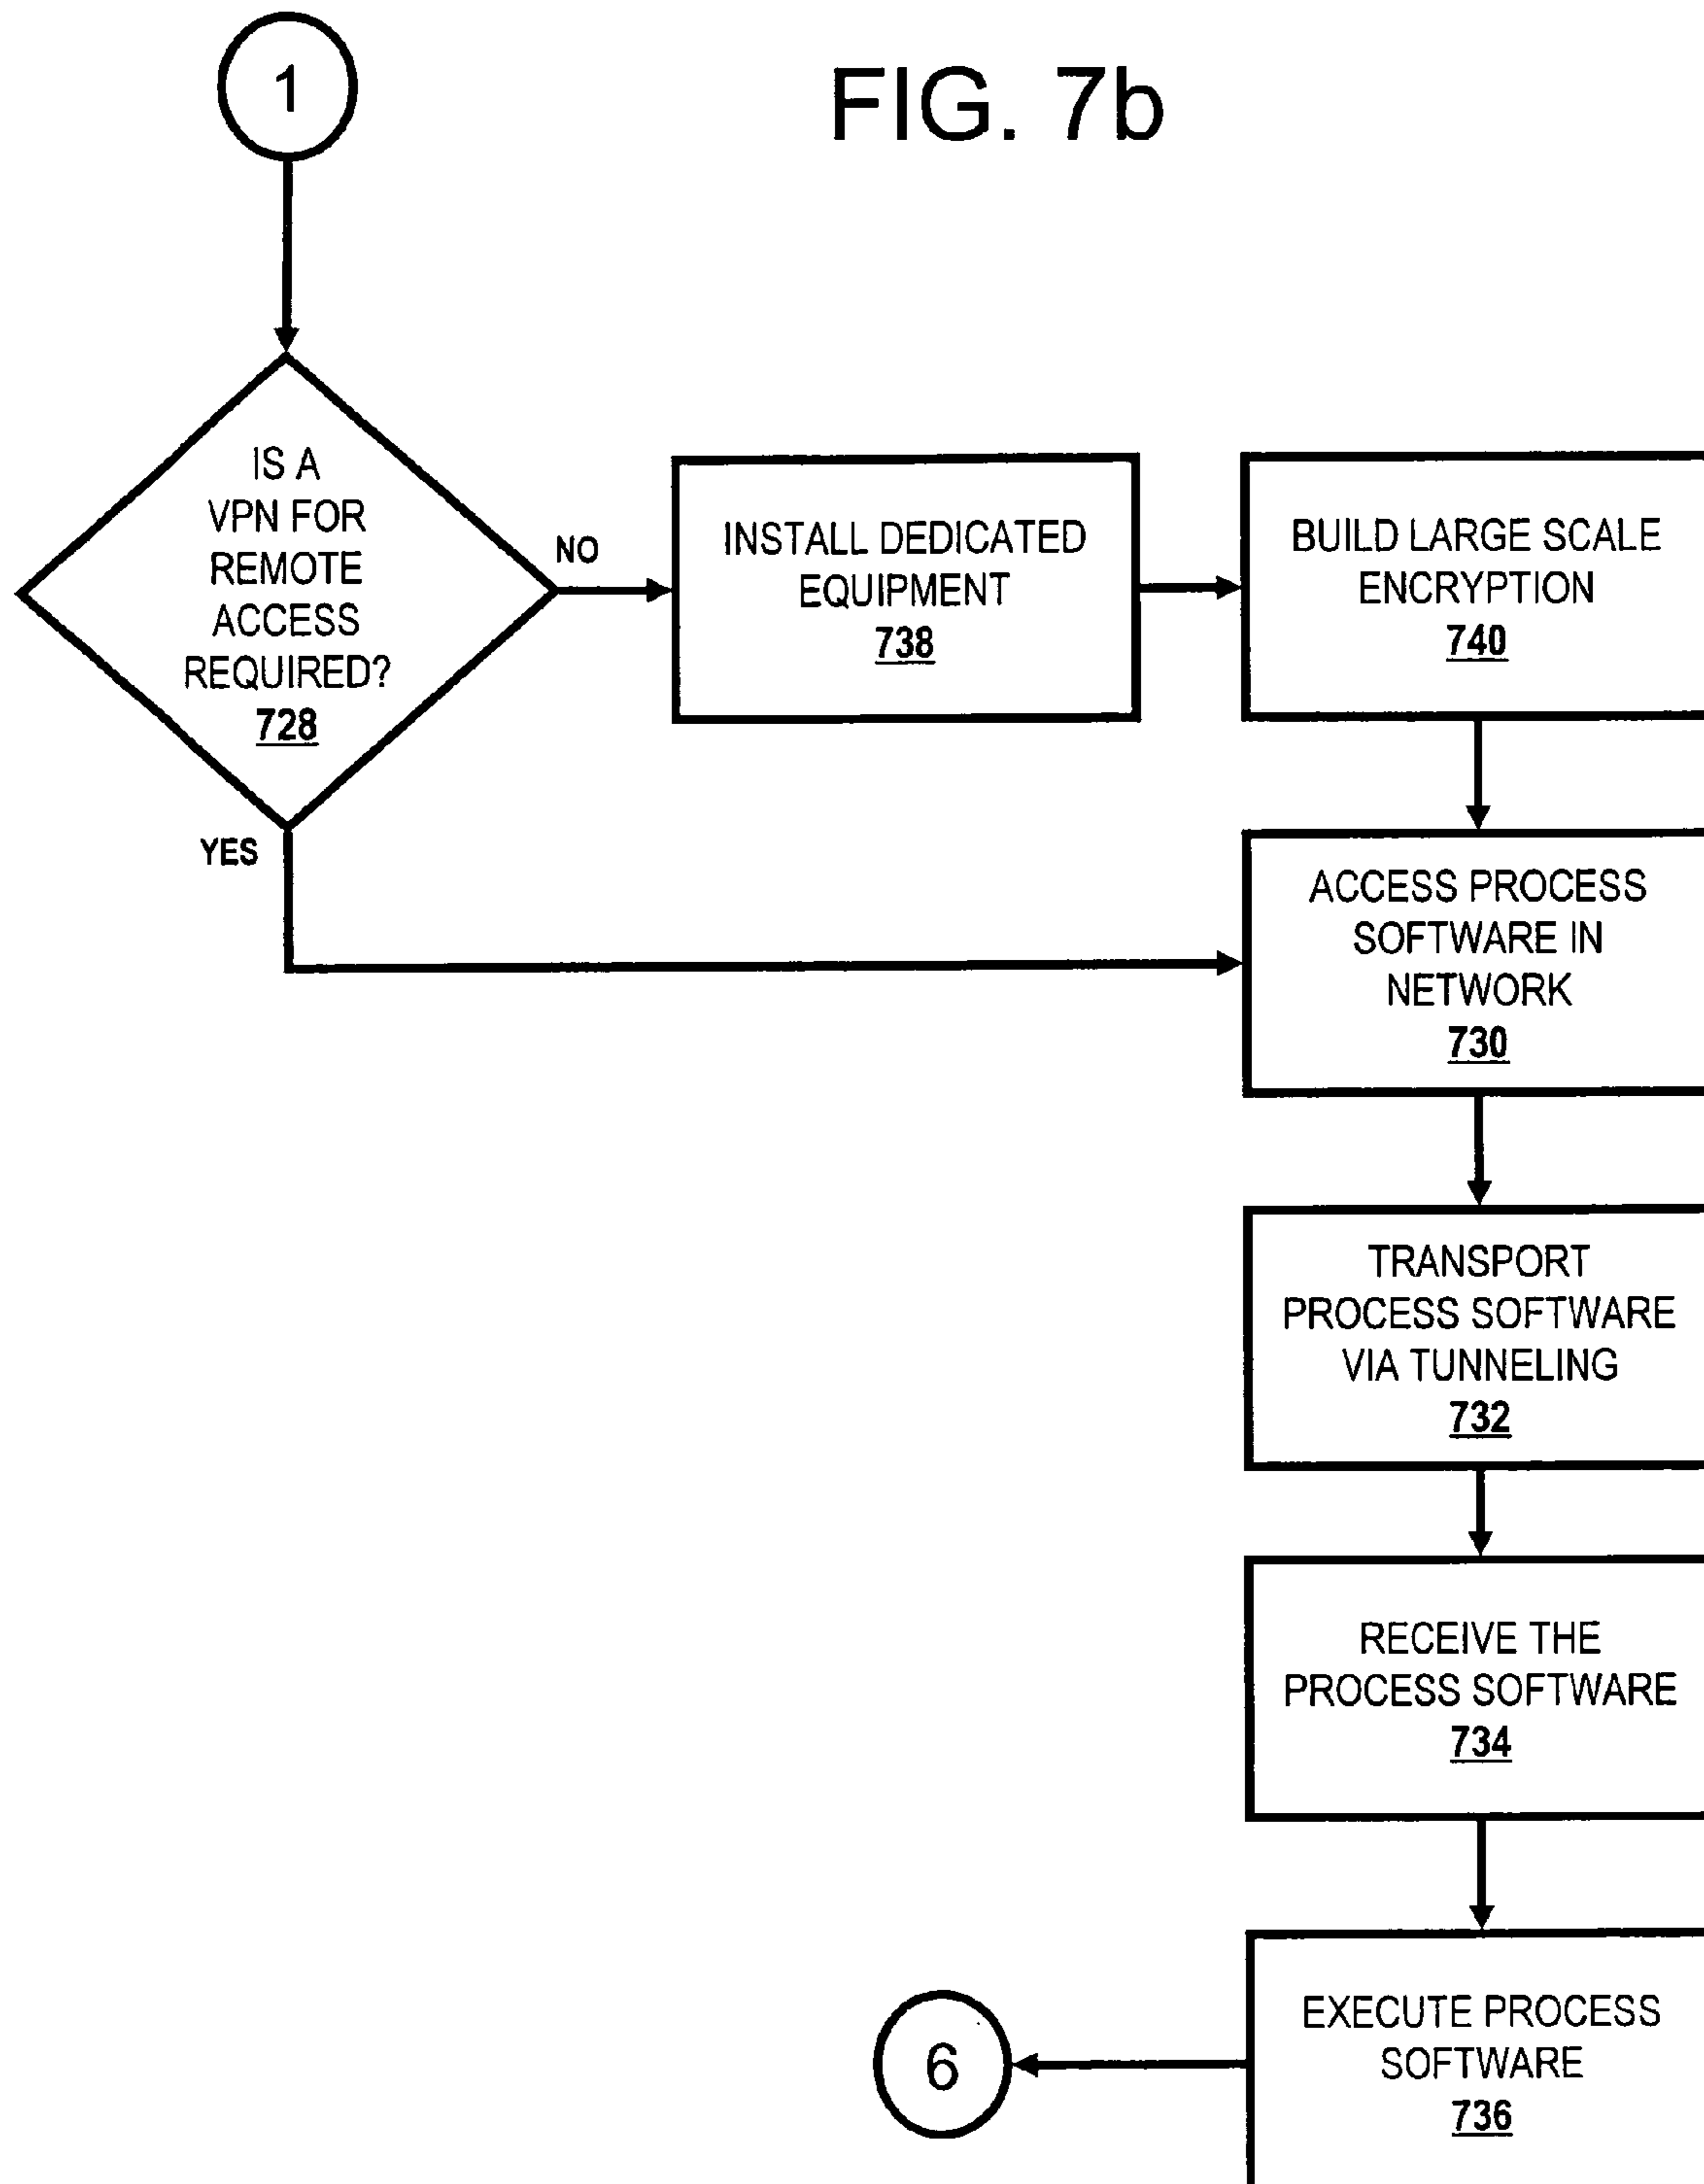 1
FIG. 7b
IS A
VPN FOR
REMOTE
ACCESS
REQUIRED?
728
NO
YES
INSTALL DEDICATED
EQUIPMENT
738
BUILD LARGE SCALE
ENCRYPTION
740
ACCESS PROCESS
SOFTWARE IN
NETWORK
730
TRANSPORT
PROCESS SOFTWARE
VIA TUNNELING
732
RECEIVE THE
PROCESS SOFTWARE
734
EXECUTE PROCESS
SOFTWARE
736
6